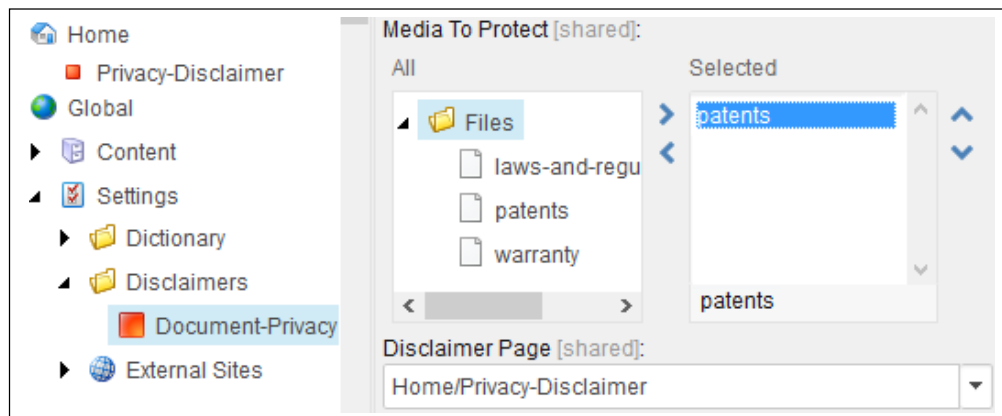 Home
Privacy-Disclaimer
Global
Content
Settings
Dictionary
Disclaimers
Document-Privacy
External Sites
Media To Protect [shared]:
All
Selected
Files
laws-and-regu
patents
warranty
patents
patents
Disclaimer Page [shared]:
Home/Privacy-Disclaimer